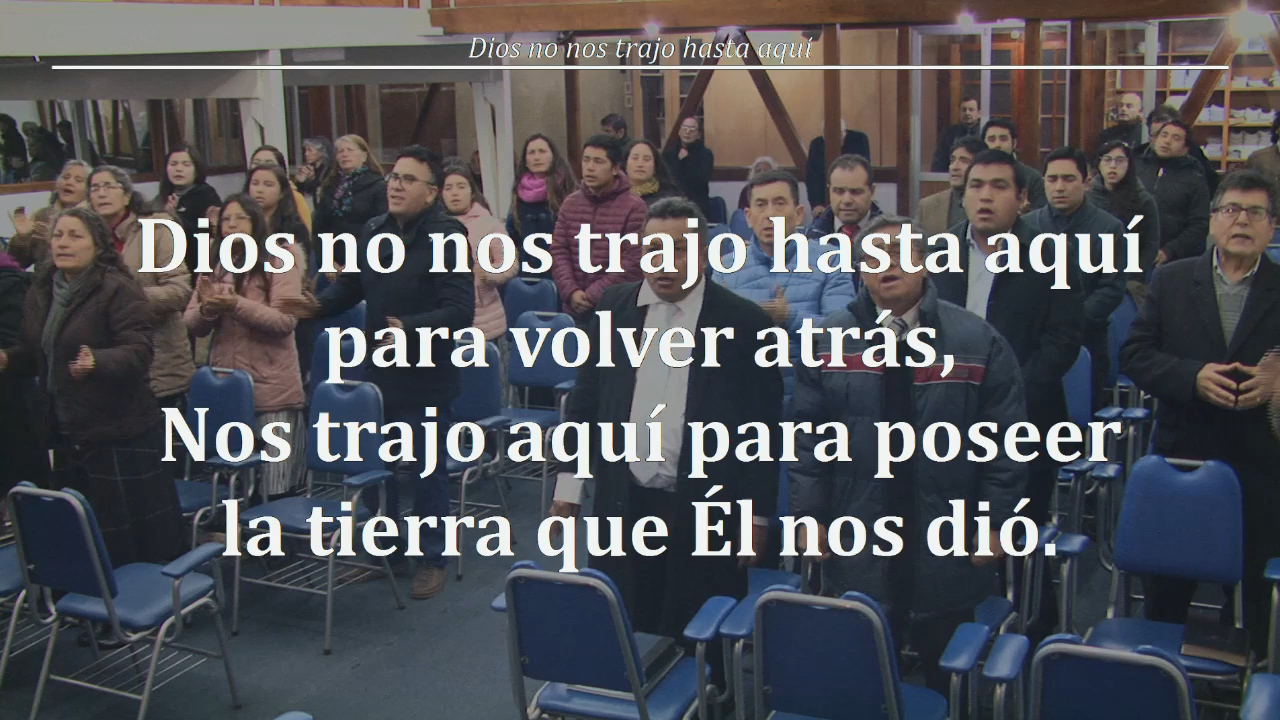 Dios no nos trajo hasta aquí
Dios no nos trajo hasta aquí
para volver atrás,
Nos trajo aquí para poseer
la tierra que Él nos dió.